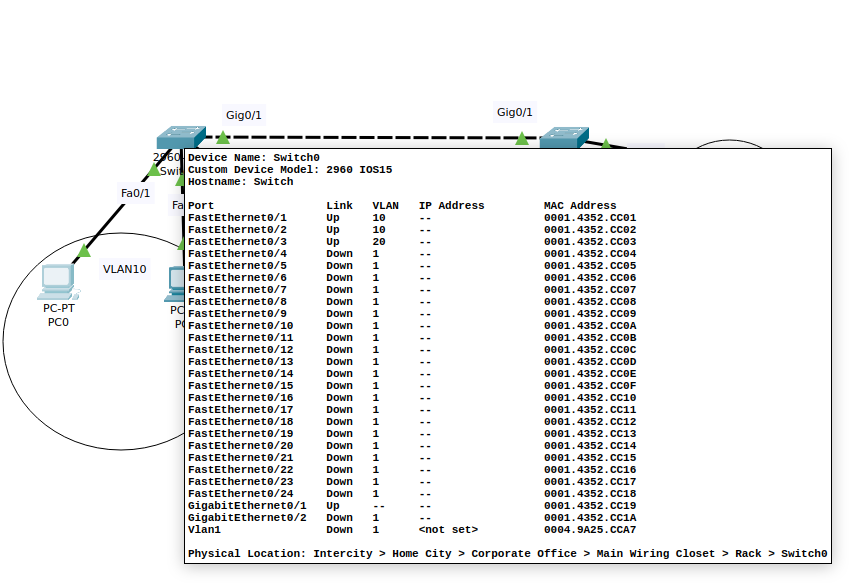 Gig0/1
Gig0/1
2960
Swit
Fa0/1
Fa
VLAN10
PC-PT
PC0
PC
Device Name: Switch0
Custom Device Model: 2960 IOS15
Hostname: Switch
Port Link VLAN IP Address MAC Address
FastEthernet0/1 Up 10 -- 0001.4352.CC01
FastEthernet0/2 Up 10 -- 0001.4352.CC02
FastEthernet0/3 Up 20 -- 0001.4352.CC03
FastEthernet0/4 Down 1 -- 0001.4352.CC04
FastEthernet0/5 Down 1 -- 0001.4352.CC05
FastEthernet0/6 Down 1 -- 0001.4352.CC06
FastEthernet0/7 Down 1 -- 0001.4352.CC07
FastEthernet0/8 Down 1 -- 0001.4352.CC08
FastEthernet0/9 Down 1 -- 0001.4352.CC09
FastEthernet0/10 Down 1 -- 0001.4352.CC0A
FastEthernet0/11 Down 1 -- 0001.4352.CC0B
FastEthernet0/12 Down 1 -- 0001.4352.CC0C
FastEthernet0/13 Down 1 -- 0001.4352.CC0D
FastEthernet0/14 Down 1 -- 0001.4352.CC0E
FastEthernet0/15 Down 1 -- 0001.4352.CC0F
FastEthernet0/16 Down 1 -- 0001.4352.CC10
FastEthernet0/17 Down 1 -- 0001.4352.CC11
FastEthernet0/18 Down 1 -- 0001.4352.CC12
FastEthernet0/19 Down 1 -- 0001.4352.CC13
FastEthernet0/20 Down 1 -- 0001.4352.CC14
FastEthernet0/21 Down 1 -- 0001.4352.CC15
FastEthernet0/22 Down 1 -- 0001.4352.CC16
FastEthernet0/23 Down 1 -- 0001.4352.CC17
FastEthernet0/24 Down 1 -- 0001.4352.CC18
GigabitEthernet0/1 Up -- -- 0001.4352.CC19
GigabitEthernet0/2 Down 1 -- 0001.4352.CC1A
Vlan1 Down 1 <not set> 0004.9A25.CCA7
Physical Location: Intercity > Home City > Corporate Office > Main Wiring Closet > Rack > Switch0